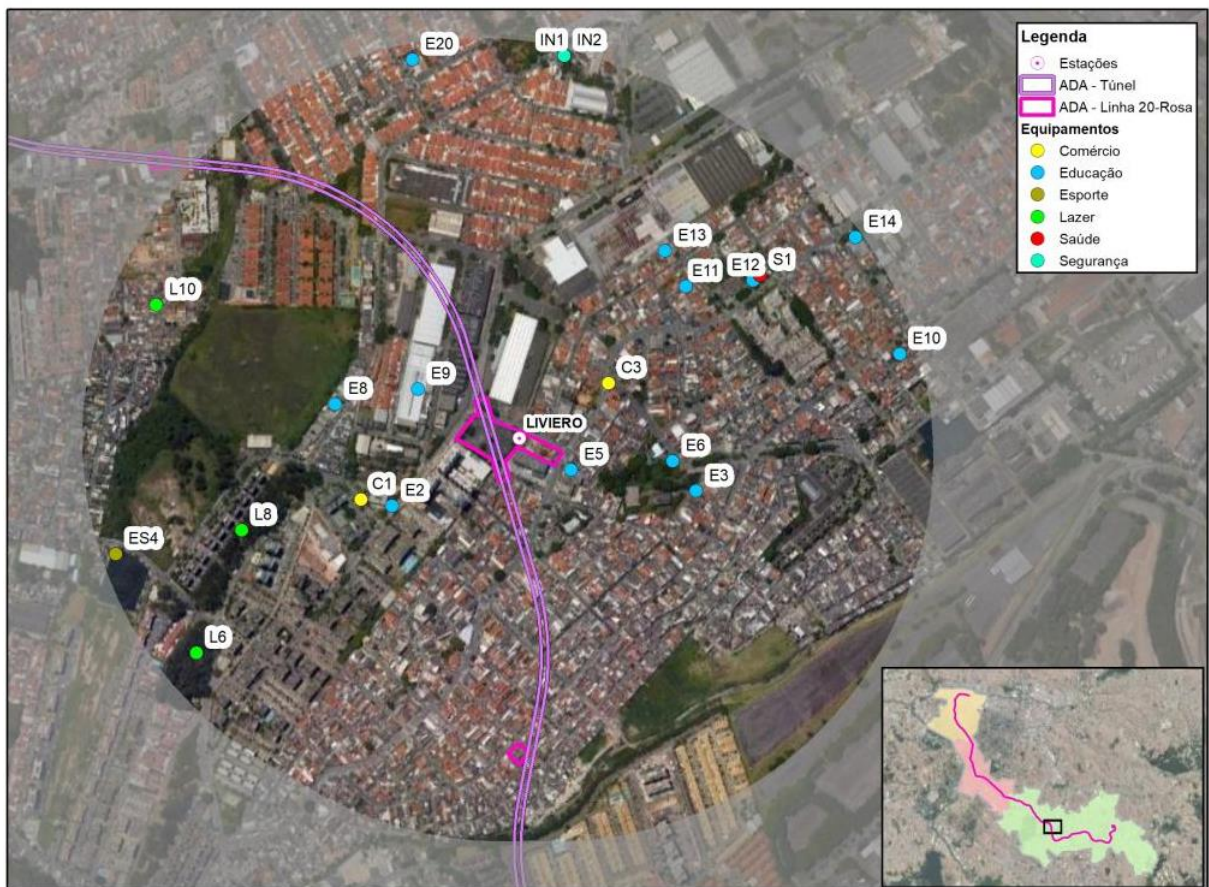 E20
IN1 IN2
Legenda
Estações
ADA - Túnel
ADA - Linha 20-Rosa
Equipamentos
Comércio
Educação
Esporte
Lazer
Saúde
Segurança
E14
E13
E12
S1
E11
L10
E10
C3
E9
E8
LIVIERO
E6
E5
E3
C1
E2
L8
ES4
L6